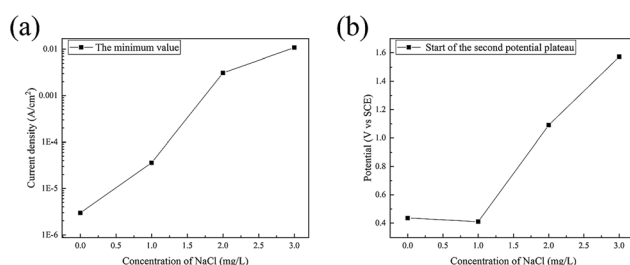 (a)
The minimum value
0.01
0.001
1E-4
1E-5
1E-6
Current density (A/cm²)
0.0 0.5 1.0 1.5 2.0 2.5 3.0
Concentration of NaCl (mg/L)
(b)
Start of the second potential plateau
1.6
1.4
1.2
1.0
0.8
0.6
0.4
Potential (V vs SCE)
0.0 0.5 1.0 1.5 2.0 2.5 3.0
Concentration of NaCl (mg/L)